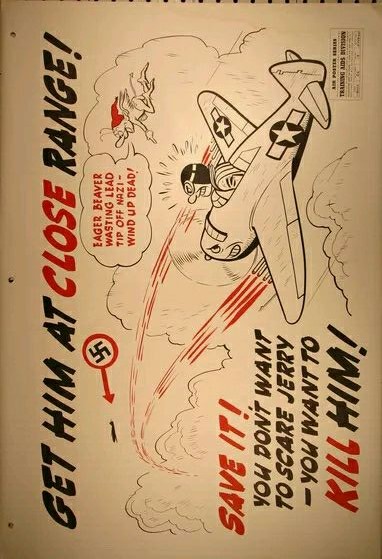 GET HIM AT CLOSE RANGE!
EAGER BEAVER
WASTING LEAD
TIP OFF NAZI—
WIND UP DEAD!
AIR POSTER SERIES
TRAINING AIDS DIVISION
SAVE IT!
YOU DON'T WANT
TO SCARE JERRY
— YOU WANT TO
KILL HIM!